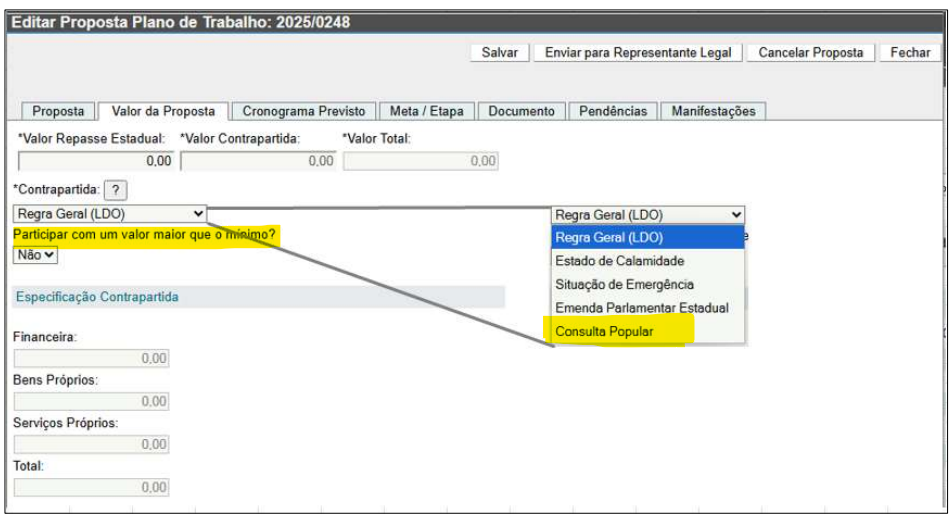 Editar Proposta Plano de Trabalho: 2025/0248
Salvar Enviar para Representante Legal Cancelar Proposta Fechar
Proposta Valor da Proposta Cronograma Previsto Meta / Etapa Documento Pendências Manifestações
*Valor Repasse Estadual: *Valor Contrapartida: *Valor Total:
0,00 0,00 0,00
*Contrapartida: ?
Regra Geral (LDO) Regra Geral (LDO)
Participar com um valor maior que o mínimo? Regra Geral (LDO)
Não Estado de Calamidade
Situação de Emergência
Especificação Contrapartida
Emenda Parlamentar Estadual
Consulta Popular
Financeira:
0,00
Bens Próprios:
0,00
Serviços Próprios:
0,00
Total:
0,00